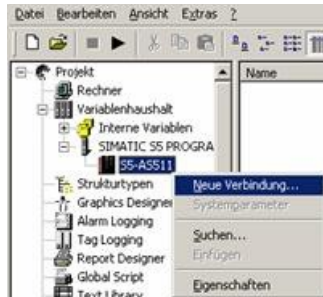 Datei Bearbeiten Ansicht Extras ?
Name
Projekt
Rechner
Variablenhaushalt
Interne Variablen
SIMATIC S5 PROGRA
S5-AS511
Strukturtypen
Graphics Designer
Alarm Logging
Tag Logging
Report Designer
Global Script
Text Library
Neue Verbindung...
Systemparameter
Suchen...
Einfügen
Eigenschaften